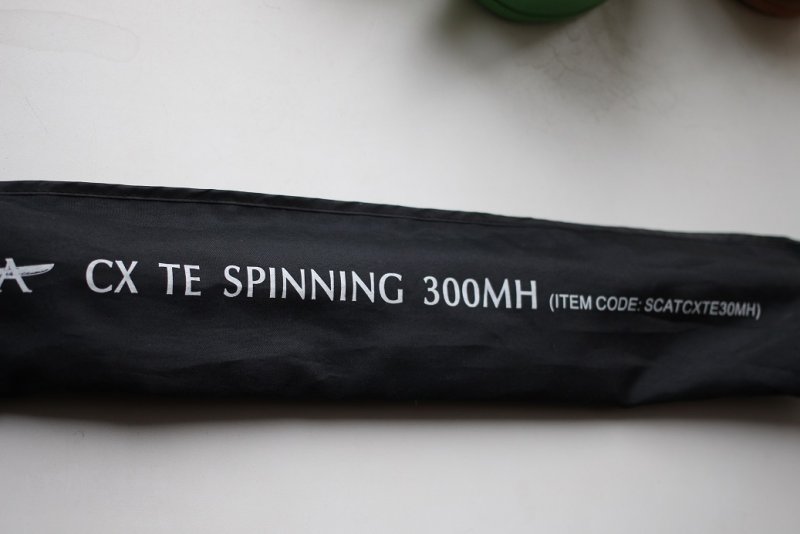 A CX TE SPINNING 300MH (ITEM CODE: SCATCXTE30MH)